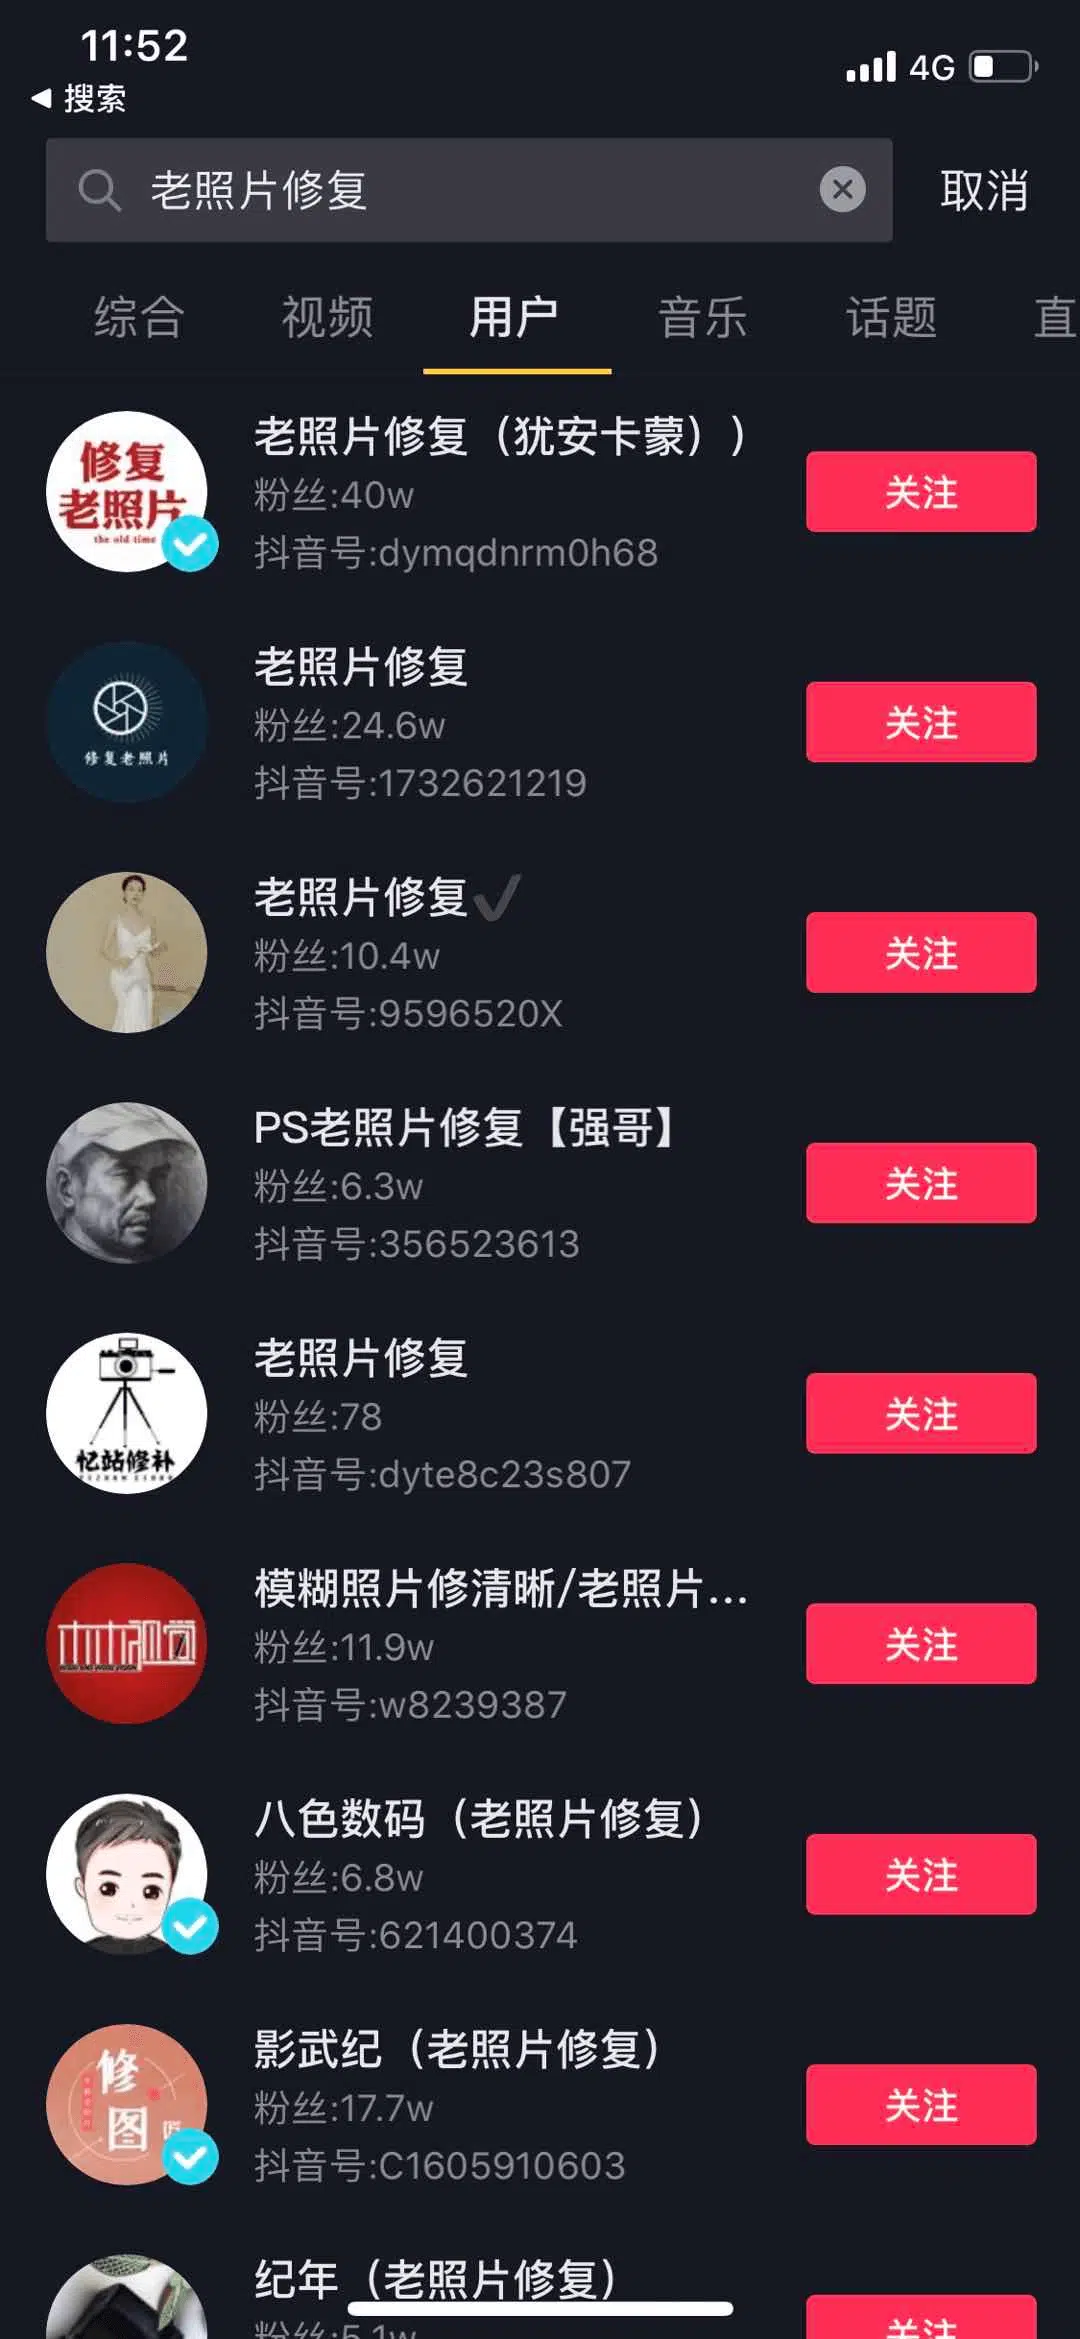 11:52
4G
搜索
老照片修复
取消
综合
视频
用户
音乐
话题
直
修复
老照片
the old time
老照片修复（犹安卡蒙））
粉丝:40w
抖音号:dymqdnrm0h68
关注
修复老照片
老照片修复
粉丝:24.6w
抖音号:1732621219
关注
老照片修复✔
粉丝:10.4w
抖音号:9596520X
关注
PS老照片修复【强哥】
粉丝:6.3w
抖音号:356523613
关注
忆站修补
老照片修复
粉丝:78
抖音号:dyte8c23s807
关注
模糊照片修清晰/老照片...
粉丝:11.9w
抖音号:w8239387
关注
八色数码（老照片修复）
粉丝:6.8w
抖音号:621400374
关注
修
图
影武纪（老照片修复）
粉丝:17.7w
抖音号:C1605910603
关注
纪年（老照片修复）
粉丝:5.1w
关注